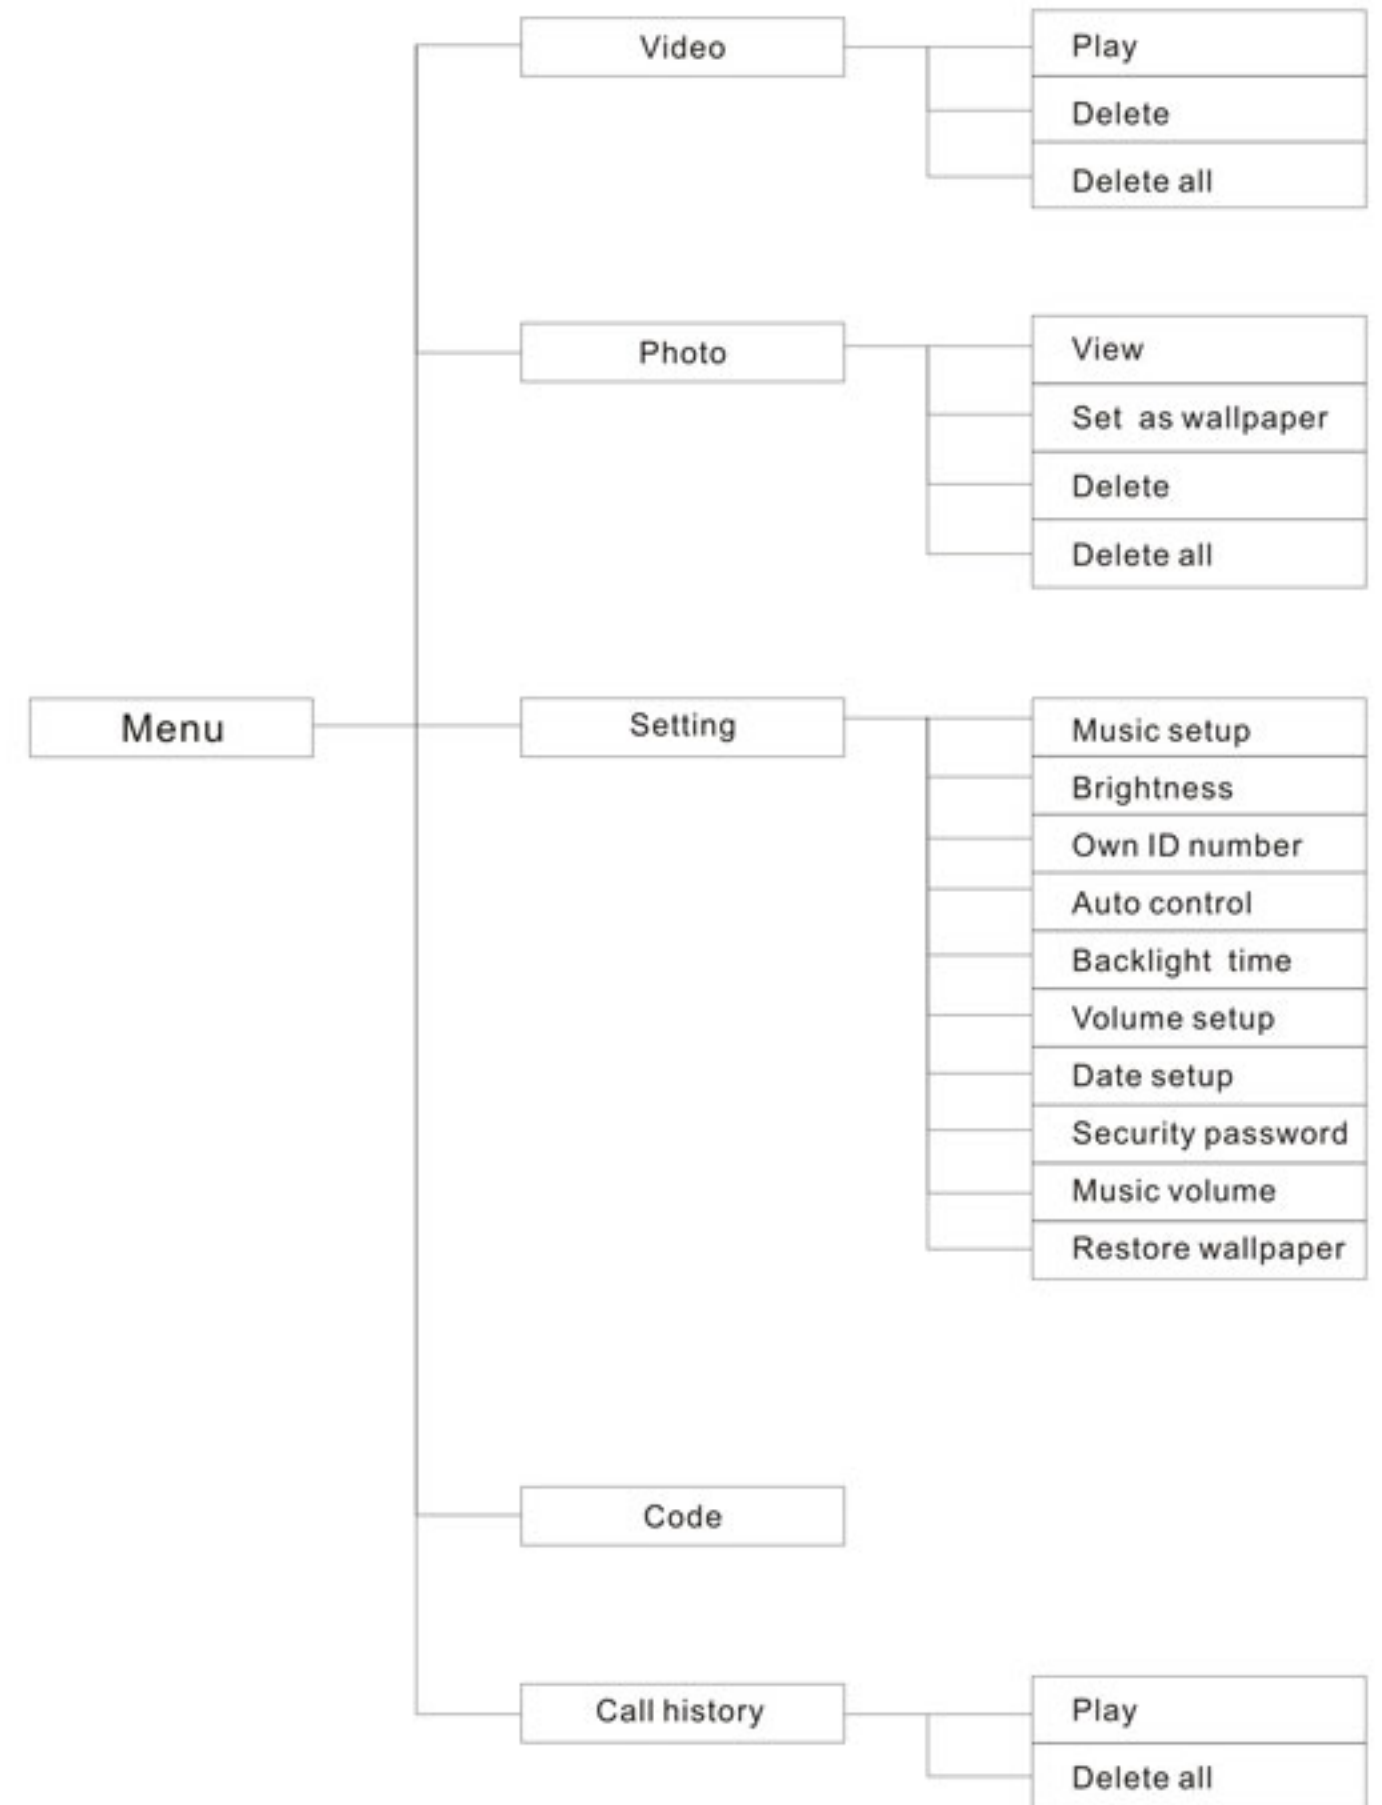 Menu
Video
Play
Delete
Delete all
Photo
View
Set as wallpaper
Delete
Delete all
Setting
Music setup
Brightness
Own ID number
Auto control
Backlight time
Volume setup
Date setup
Security password
Music volume
Restore wallpaper
Code
Call history
Play
Delete all